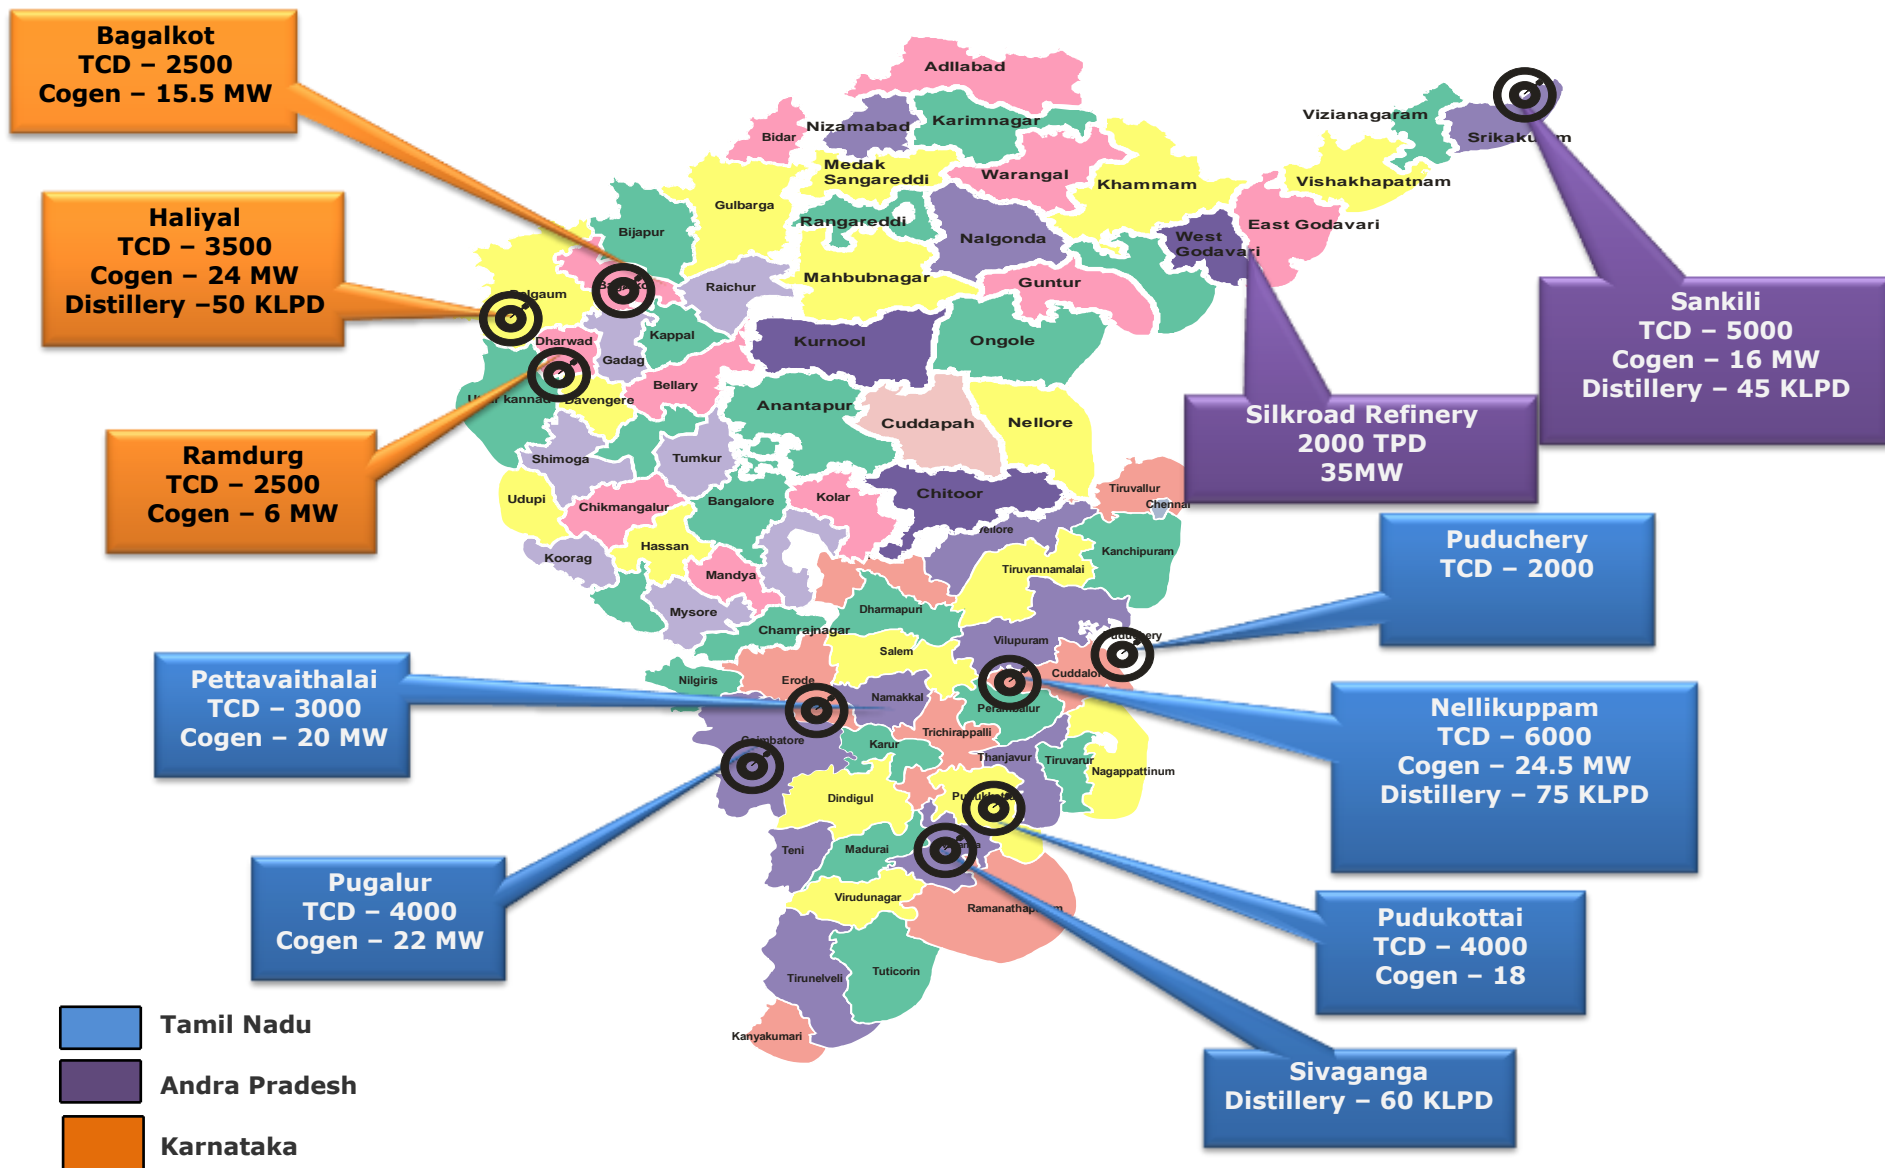 Bagalkot
TCD – 2500
Cogen – 15.5 MW
Haliyal
TCD – 3500
Cogen – 24 MW
Distillery –50 KLPD
Ramdurg
TCD – 2500
Cogen – 6 MW
Pettavaithalai
TCD – 3000
Cogen – 20 MW
Pugalur
TCD – 4000
Cogen – 22 MW
Sankili
TCD – 5000
Cogen – 16 MW
Distillery – 45 KLPD
Silkroad Refinery
2000 TPD
35MW
Puduchery
TCD – 2000
Nellikuppam
TCD – 6000
Cogen – 24.5 MW
Distillery – 75 KLPD
Pudukottai
TCD – 4000
Cogen – 18
Sivaganga
Distillery – 60 KLPD
Adllabad
Nizamabad
Karimnagar
Bidar
Medak
Sangareddi
Warangal
Khammam
Vizianagaram
Srikakulam
Vishakhapatnam
Gulbarga
Rangareddi
Bijapur
Nalgonda
West
Godavari
East Godavari
Mahbubnagar
Raichur
Guntur
Belgaum
Dharwad
Gadag
Kappal
Kurnool
Ongole
Bellary
Davengere
Anantapur
Cuddapah
Nellore
Shimoga
Tumkur
Udupi
Chikmangalur
Bangalore
Kolar
Chitoor
Tiruvallur
Chennai
Hassan
Koorag
Mandya
Kanchipuram
Tiruvannamalai
Mysore
Dharmapuri
Chamrajnagar
Vilupuram
Salem
Nilgiris
Erode
Namakkal
Perambalur
Coimbatore
Karur
Trichirappalli
Thanjavur
Tiruvarur
Nagappattinum
Dindigul
Teni
Madurai
Virudunagar
Tirunelveli
Tuticorin
Kanyakumari
Tamil Nadu
Andra Pradesh
Karnataka